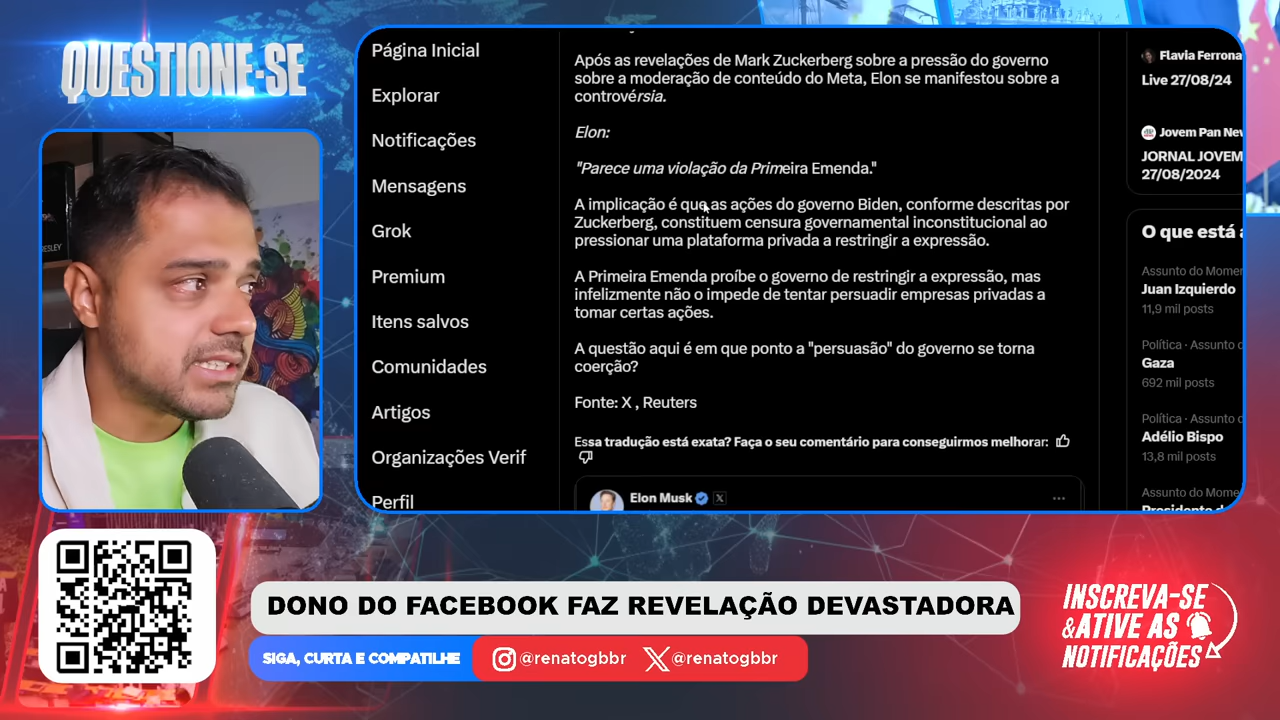 QUESTIONE-SE
Página Inicial
Explorar
Notificações
Mensagens
Grok
Premium
Itens salvos
Comunidades
Artigos
Organizações Verif
Perfil
Após as revelações de Mark Zuckerberg sobre a pressão do governo
sobre a moderação de conteúdo do Meta, Elon se manifestou sobre a
controvérsia.
Elon:
"Parece uma violação da Primeira Emenda."
A implicação é que as ações do governo Biden, conforme descritas por
Zuckerberg, constituem censura governamental inconstitucional ao
pressionar uma plataforma privada a restringir a expressão.
A Primeira Emenda proíbe o governo de restringir a expressão, mas
infelizmente não o impede de tentar persuadir empresas privadas a
tomar certas ações.
A questão aqui é em que ponto a "persuasão" do governo se torna
coerção?
Fonte: X , Reuters
Essa tradução está exata? Faça o seu comentário para conseguirmos melhorar:
Elon Musk
Flavia Ferrona
Live 27/08/24
Jovem Pan New
JORNAL JOVEM
27/08/2024
O que está a
Assunto do Momen
Juan Izquierdo
11,9 mil posts
Política · Assunto d
Gaza
692 mil posts
Política · Assunto d
Adélio Bispo
13,8 mil posts
Assunto do Mome
DONO DO FACEBOOK FAZ REVELAÇÃO DEVASTADORA
SIGA, CURTA E COMPATILHE
@renatogbbr
@renatogbbr
INSCREVA-SE
&ATIVE AS
NOTIFICAÇÕES